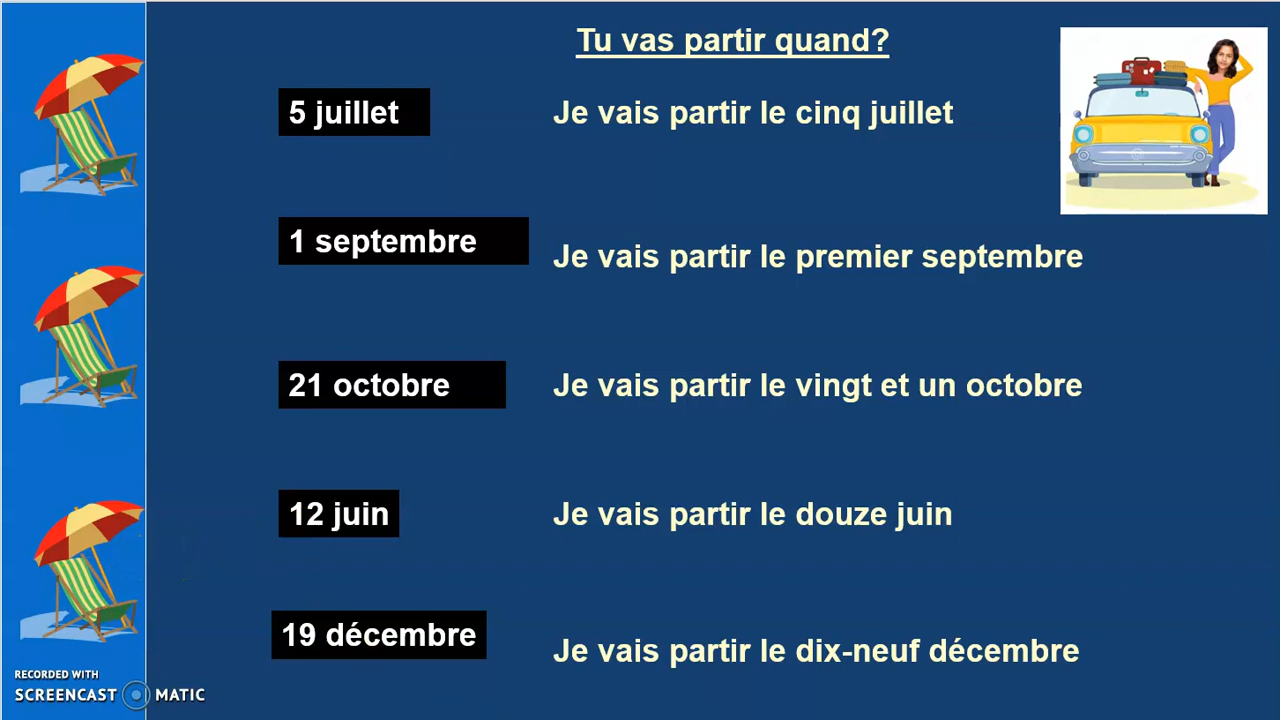 Tu vas partir quand?
5 juillet
Je vais partir le cinq juillet
1 septembre
Je vais partir le premier septembre
21 octobre
Je vais partir le vingt et un octobre
12 juin
Je vais partir le douze juin
19 décembre
Je vais partir le dix-neuf décembre
RECORDED WITH
SCREENCAST MATIC